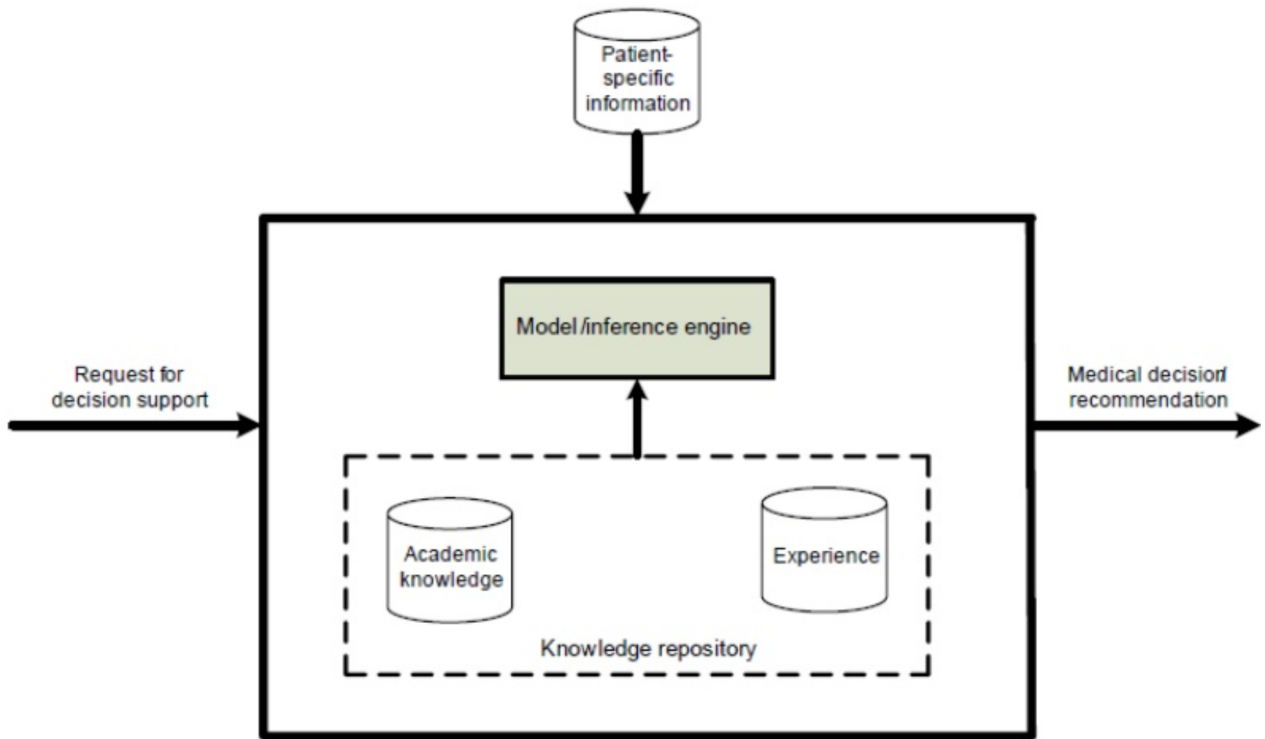 Patient-
specific
information
Model/inference engine
Request for
decision support
Medical decision/
recommendation
Academic
knowledge
Experience
Knowledge repository